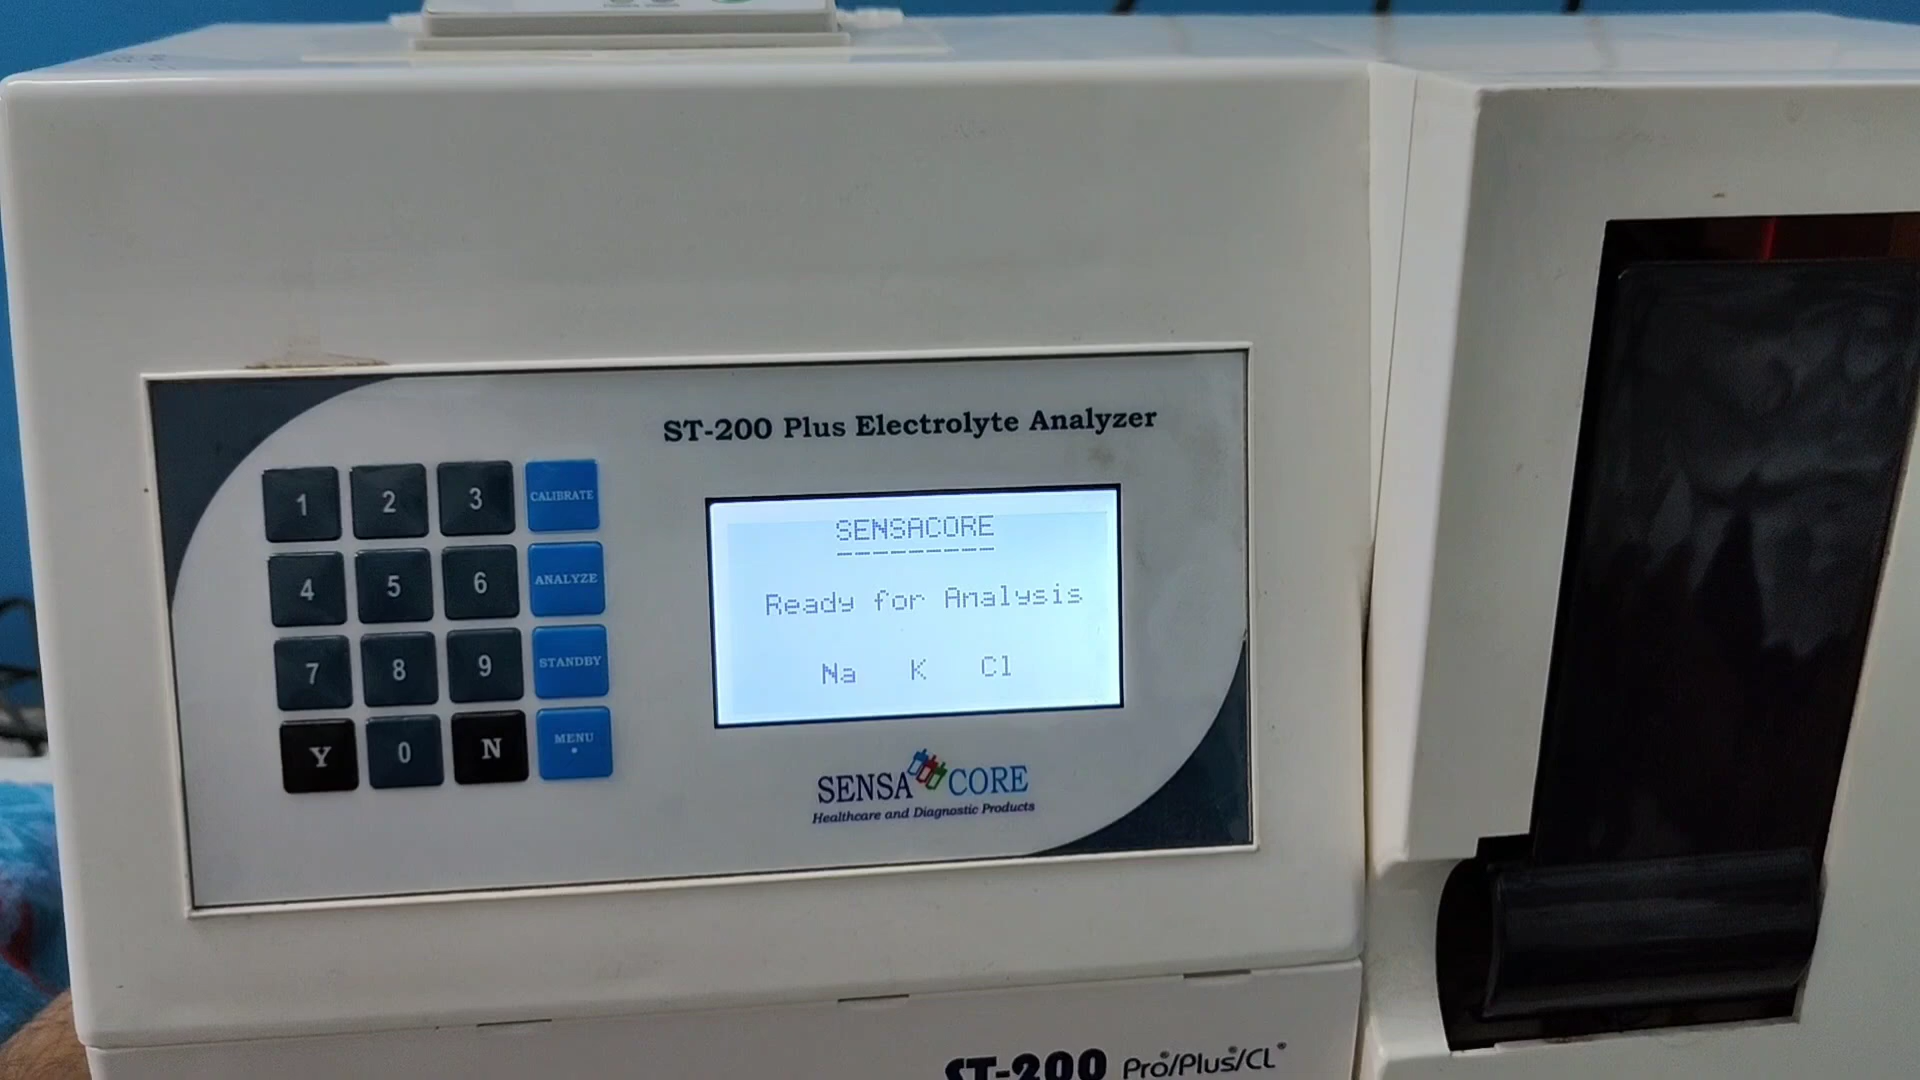 ST-200 Plus Electrolyte Analyzer
1 2 3 CALIBRATE
4 5 6 ANALYZE
7 8 9 STANDBY
Y 0 N MENU
SENSACORE
Ready for Analysis
Na K Cl
SENSA CORE
Healthcare and Diagnostic Products
ST-200 Pro®/Plus®/CL®